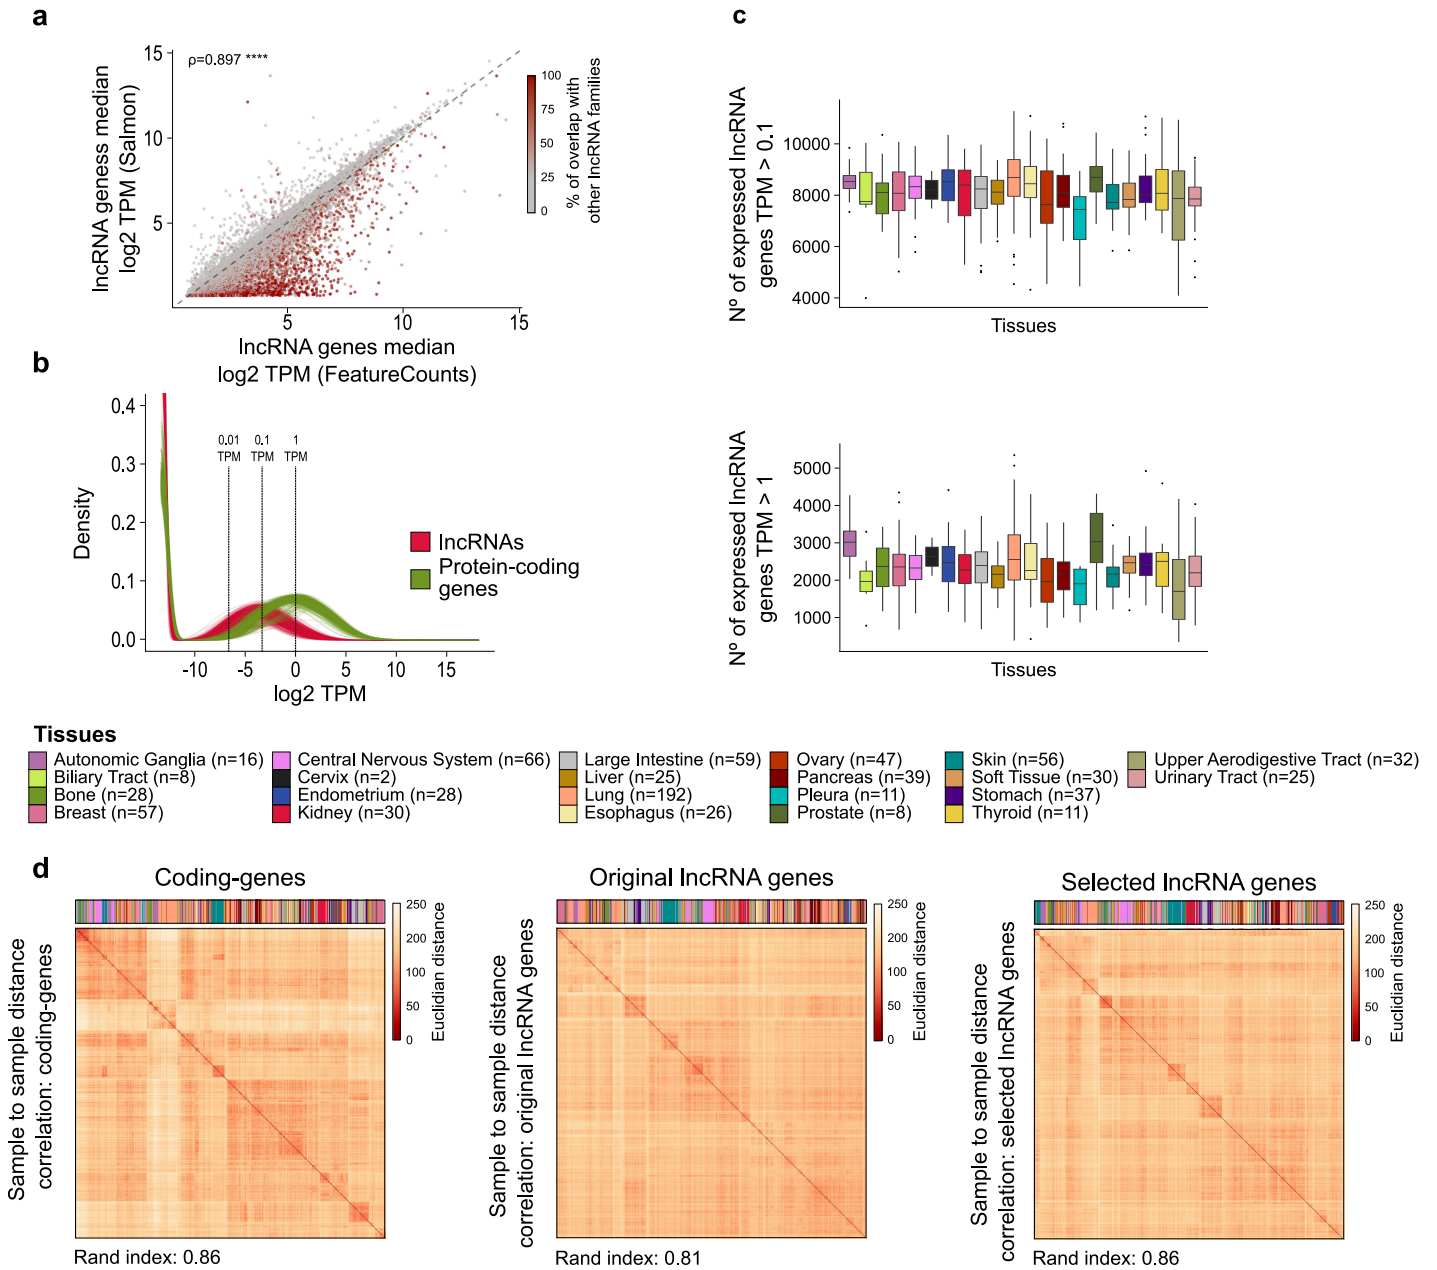 a
lncRNA geness median
log2 TPM (Salmon)
15
10
5
ρ=0.897 ****
5
10
15
lncRNA genes median
log2 TPM (FeatureCounts)
100
75
50
25
0
% of overlap with
other lncRNA families
b
Density
0.4
0.3
0.2
0.1
0.0
0.01
TPM
0.1
TPM
1
TPM
lncRNAs
Protein-coding
genes
-10
-5
0
5
10
15
log2 TPM
c
Nº of expressed lncRNA
genes TPM > 0.1
10000
8000
6000
4000
Tissues
Nº of expressed lncRNA
genes TPM > 1
5000
4000
3000
2000
1000
Tissues
Tissues
Autonomic Ganglia (n=16)
Biliary Tract (n=8)
Bone (n=28)
Breast (n=57)
Central Nervous System (n=66)
Cervix (n=2)
Endometrium (n=28)
Kidney (n=30)
Large Intestine (n=59)
Liver (n=25)
Lung (n=192)
Esophagus (n=26)
Ovary (n=47)
Pancreas (n=39)
Pleura (n=11)
Prostate (n=8)
Skin (n=56)
Soft Tissue (n=30)
Stomach (n=37)
Thyroid (n=11)
Upper Aerodigestive Tract (n=32)
Urinary Tract (n=25)
d
Coding-genes
Sample to sample distance
correlation: coding-genes
250
200
150
100
50
0
Euclidian distance
Rand index: 0.86
Original lncRNA genes
Sample to sample distance
correlation: original lncRNA genes
250
200
150
100
50
0
Euclidian distance
Rand index: 0.81
Selected lncRNA genes
Sample to sample distance
correlation: selected lncRNA genes
250
200
150
100
50
0
Euclidian distance
Rand index: 0.86